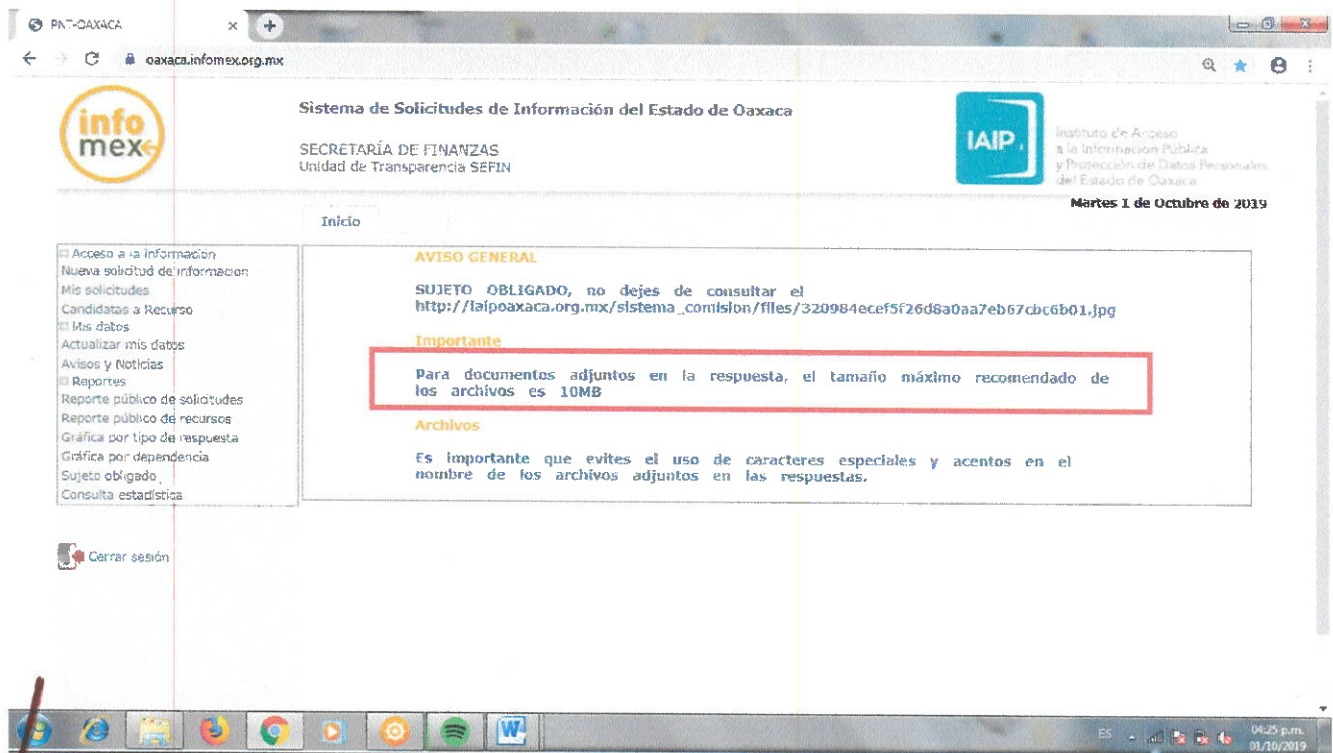 PNT-OAXACA
oaxaca.infomex.org.mx
info
mex
Sistema de Solicitudes de Información del Estado de Oaxaca
SECRETARÍA DE FINANZAS
Unidad de Transparencia SEFIN
IAIP
Instituto de Acceso
a la Información Pública
y Protección de Datos Personales
del Estado de Oaxaca
Martes 1 de Octubre de 2019
Inicio
Acceso a la información
Nueva solicitud de información
Mis solicitudes
Candidatas a Recurso
Mis datos
Actualizar mis datos
Avisos y Noticias
Reportes
Reporte público de solicitudes
Reporte público de recursos
Gráfica por tipo de respuesta
Gráfica por dependencia
Sujeto obligado
Consulta estadística
Cerrar sesión
AVISO GENERAL
SUJETO OBLIGADO, no dejes de consultar el
http://iaipoaxaca.org.mx/sistema_comision/files/320984ecef5f26d8a0aa7eb67cbc6b01.jpg
Importante
Para documentos adjuntos en la respuesta, el tamaño máximo recomendado de
los archivos es 10MB
Archivos
Es importante que evites el uso de caracteres especiales y acentos en el
nombre de los archivos adjuntos en las respuestas.
W
ES
04:25 p.m.
01/10/2019